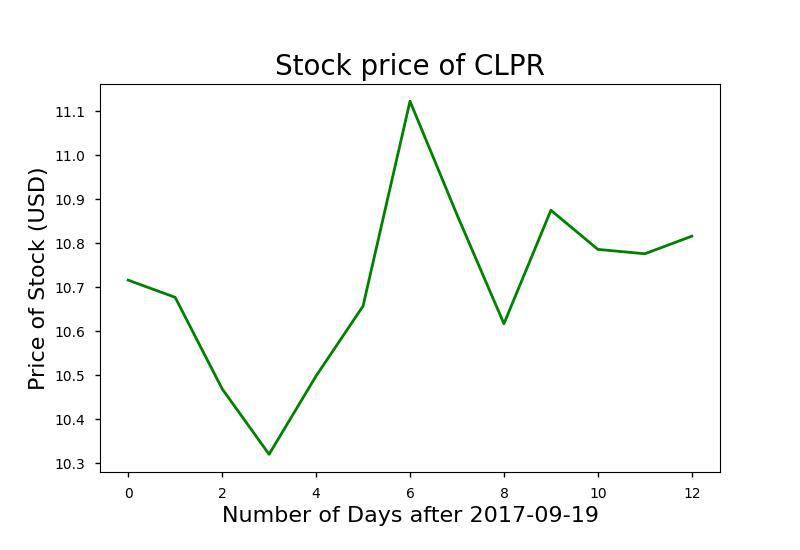 Stock price of CLPR
Price of Stock (USD)
11.1
11.0
10.9
10.8
10.7
10.6
10.5
10.4
10.3
0 2 4 6 8 10 12
Number of Days after 2017-09-19